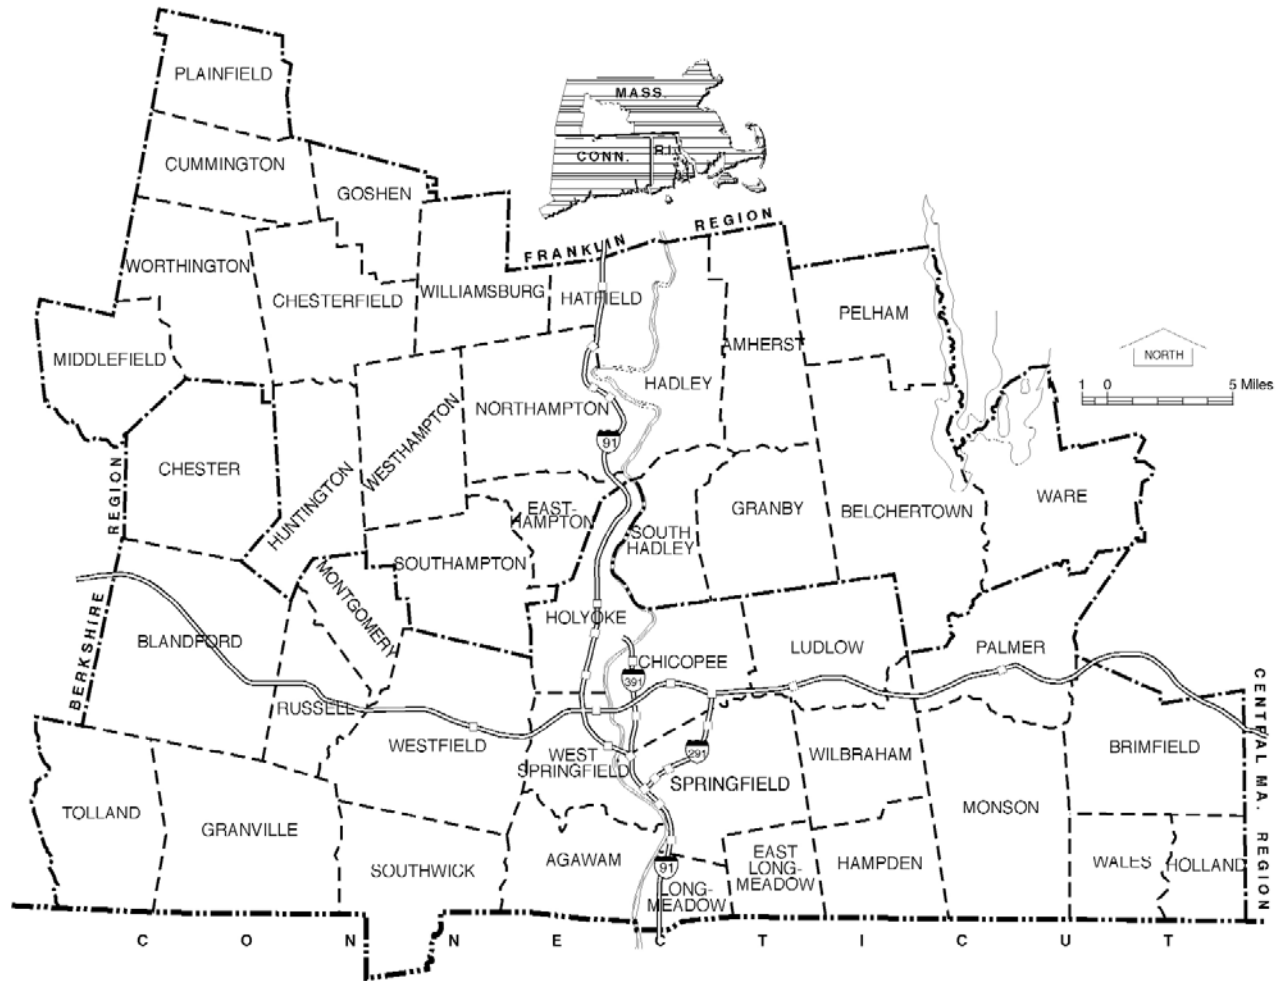 PLAINFIELD
MASS.
CONN.
RI.
CUMMINGTON
GOSHEN
FRANKLIN REGION
WORTHINGTON
CHESTERFIELD
WILLIAMSBURG
HATFIELD
PELHAM
MIDDLEFIELD
AMHERST
NORTH
HADLEY
1 0 5 Miles
NORTHAMPTON
WESTHAMPTON
91
CHESTER
HUNTINGTON
EAST-
HAMPTON
SOUTH
HADLEY
GRANBY
BELCHERTOWN
WARE
BERKSHIRE REGION
SOUTHAMPTON
MONTGOMERY
HOLYOKE
BLANDFORD
CHICOPEE
LUDLOW
PALMER
391
RUSSELL
WESTFIELD
WEST
SPRINGFIELD
291
SPRINGFIELD
WILBRAHAM
BRIMFIELD
CENTRAL MA. REGION
TOLLAND
GRANVILLE
MONSON
SOUTHWICK
AGAWAM
91
LONG-
MEADOW
EAST
LONG-
MEADOW
HAMPDEN
WALES
HOLLAND
CONNECTICUT